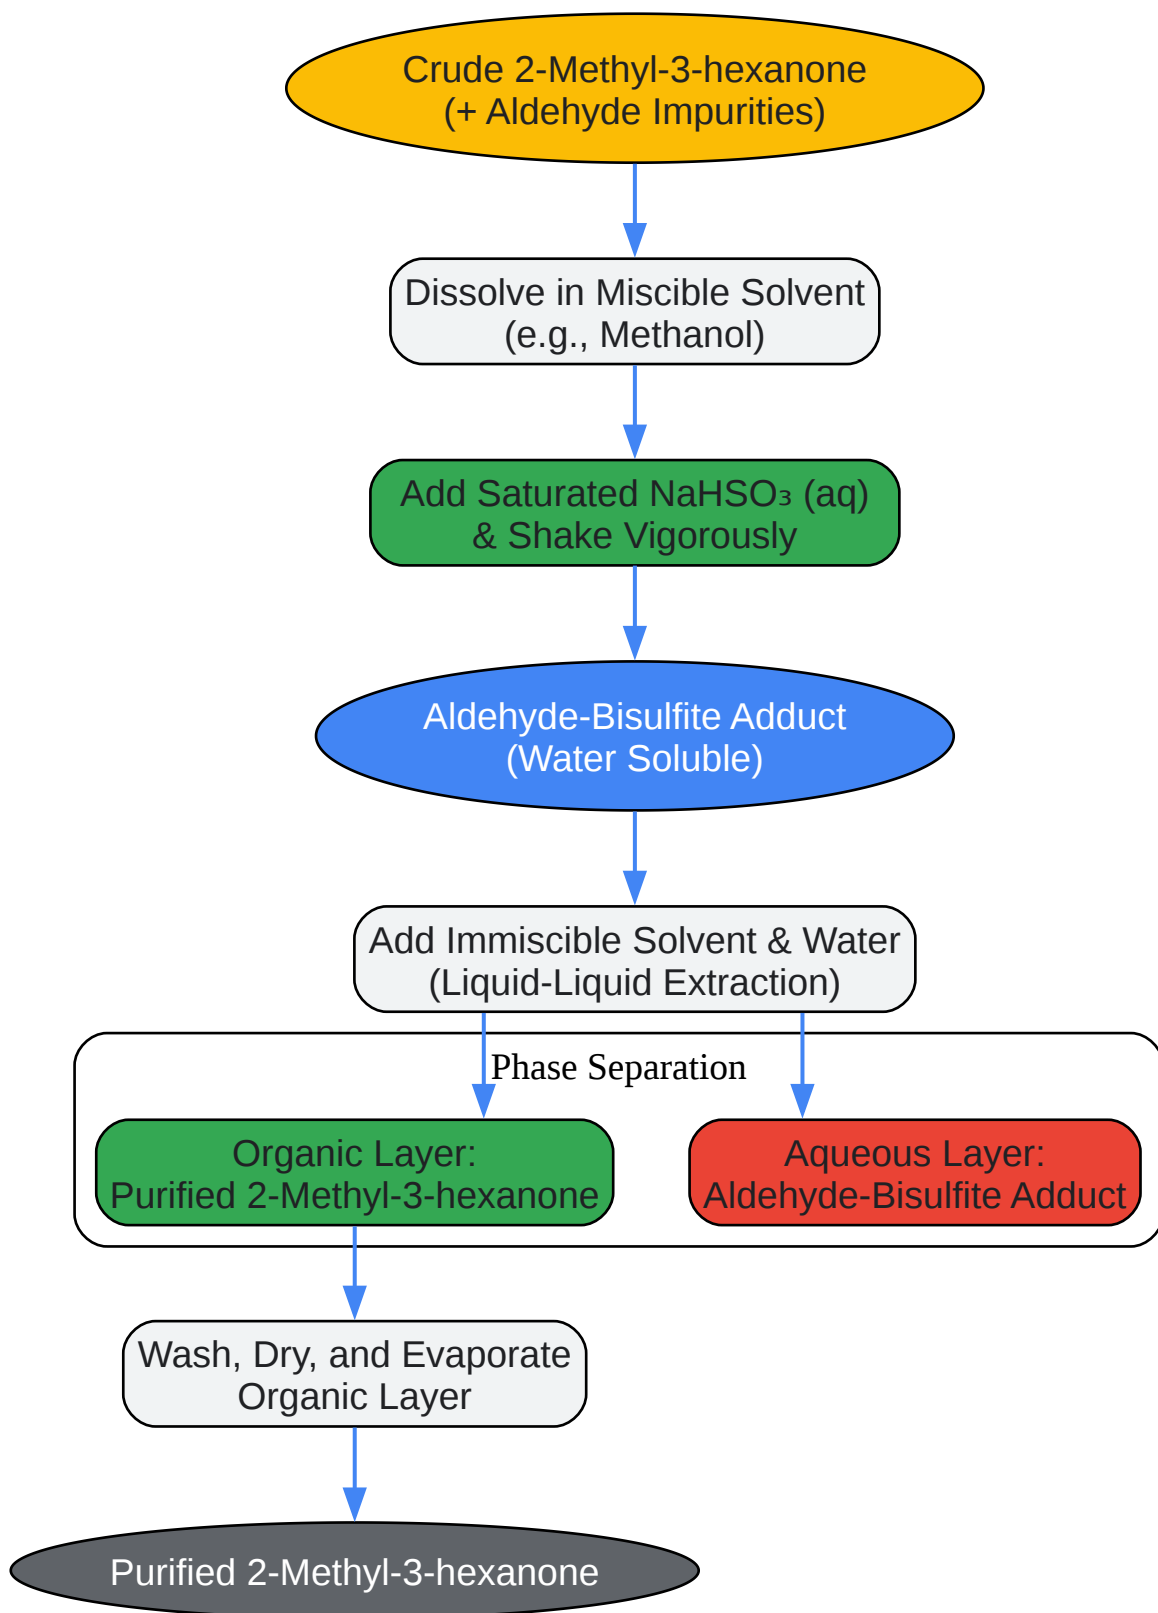 Crude 2-Methyl-3-hexanone
(+ Aldehyde Impurities)
Dissolve in Miscible Solvent
(e.g., Methanol)
Add Saturated NaHSO₃ (aq)
& Shake Vigorously
Aldehyde-Bisulfite Adduct
(Water Soluble)
Add Immiscible Solvent & Water
(Liquid-Liquid Extraction)
Phase Separation
Organic Layer:
Purified 2-Methyl-3-hexanone
Aqueous Layer:
Aldehyde-Bisulfite Adduct
Wash, Dry, and Evaporate
Organic Layer
Purified 2-Methyl-3-hexanone